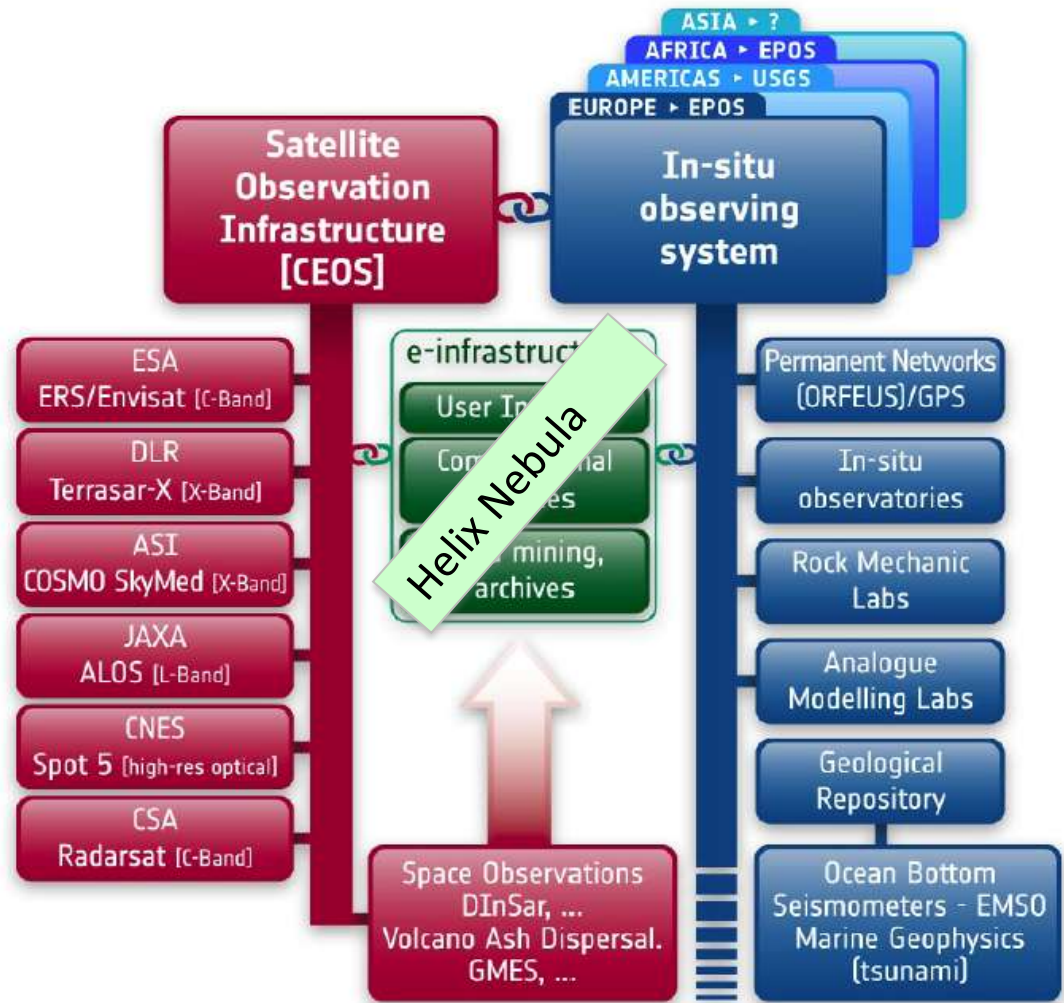 ASIA ▸ ?
AFRICA ▸ EPOS
AMERICAS ▸ USGS
EUROPE ▸ EPOS
Satellite
Observation
Infrastructure
[CEOS]
In-situ
observing
system
ESA
ERS/Envisat [C-Band]
DLR
Terrasar-X [X-Band]
ASI
COSMO SkyMed [X-Band]
JAXA
ALOS [L-Band]
CNES
Spot 5 [high-res optical]
CSA
Radarsat [C-Band]
User
mining,
archives
Helix Nebula
Space Observations
DInSar, ...
Volcano Ash Dispersal.
GMES, ...
Permanent Networks
(ORFEUS)/GPS
In-situ
observatories
Rock Mechanic
Labs
Analogue
Modelling Labs
Geological
Repository
Ocean Bottom
Seismometers - EMSO
Marine Geophysics
(tsunami)